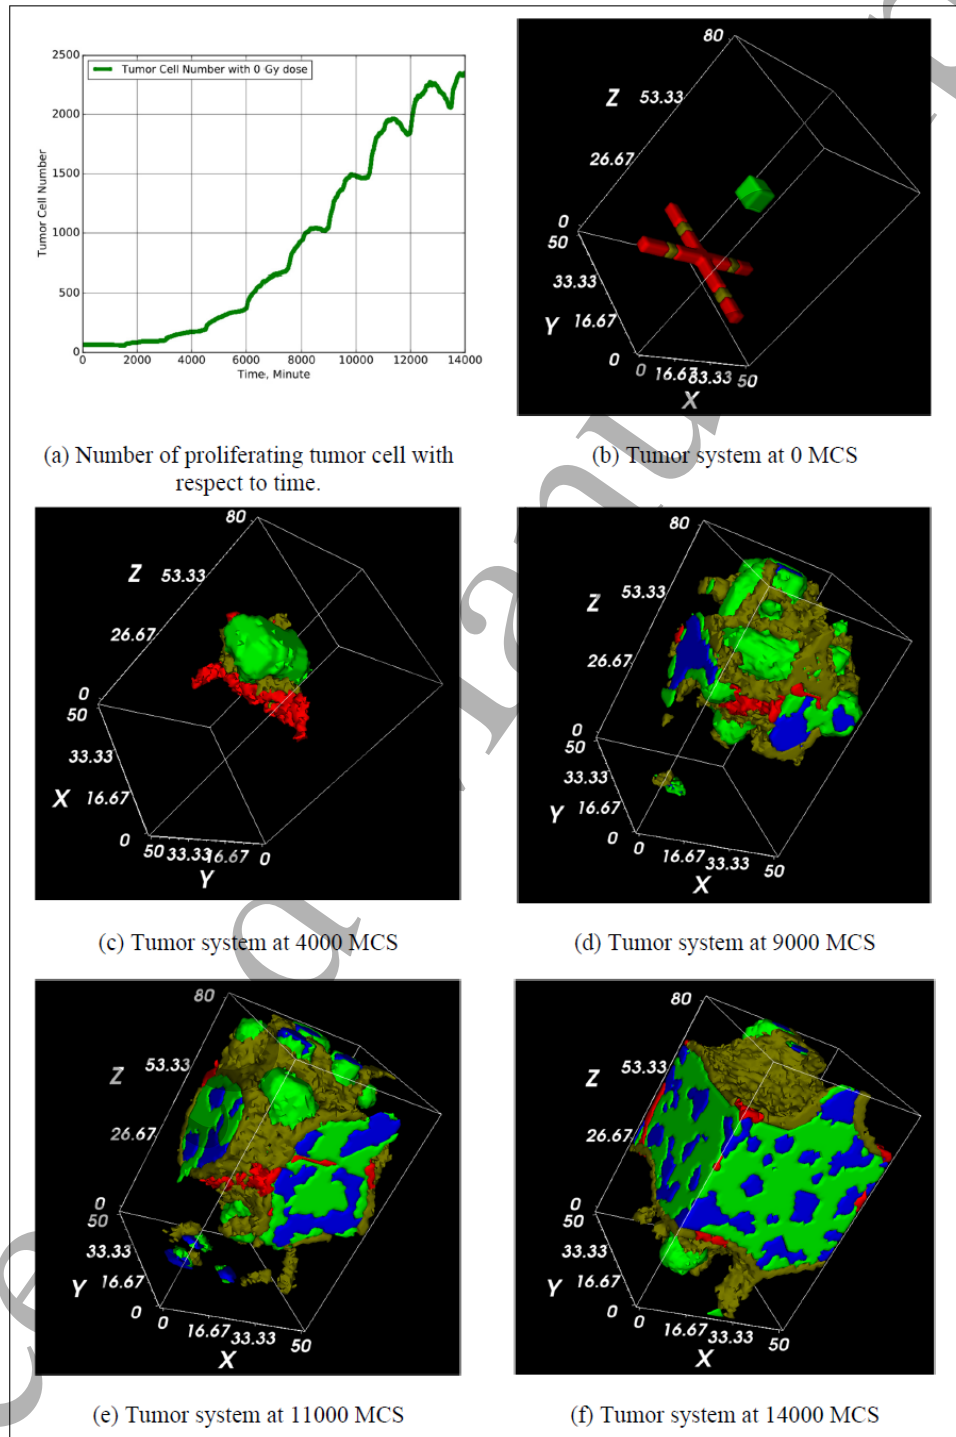 2500
Tumor Cell Number with 0 Gy dose
2000
1500
1000
500
0
Tumor Cell Number
0 2000 4000 6000 8000 10000 12000 14000
Time, Minute
80
Z 53.33
26.67
0
50
33.33
Y 16.67
0
0 16.67 33.33 50
X
(a) Number of proliferating tumor cell with
respect to time.
(b) Tumor system at 0 MCS
80
Z 53.33
26.67
0
50
33.33
X 16.67
0
50 33.33 16.67 0
Y
80
Z 53.33
26.67
0
50
33.33
Y 16.67
0
0 16.67 33.33 50
X
(c) Tumor system at 4000 MCS
(d) Tumor system at 9000 MCS
80
Z 53.33
26.67
0
50
33.33
Y 16.67
0
0 16.67 33.33 50
X
80
Z 53.33
26.67
0
50
33.33
Y 16.67
0
0 16.67 33.33 50
X
(e) Tumor system at 11000 MCS
(f) Tumor system at 14000 MCS